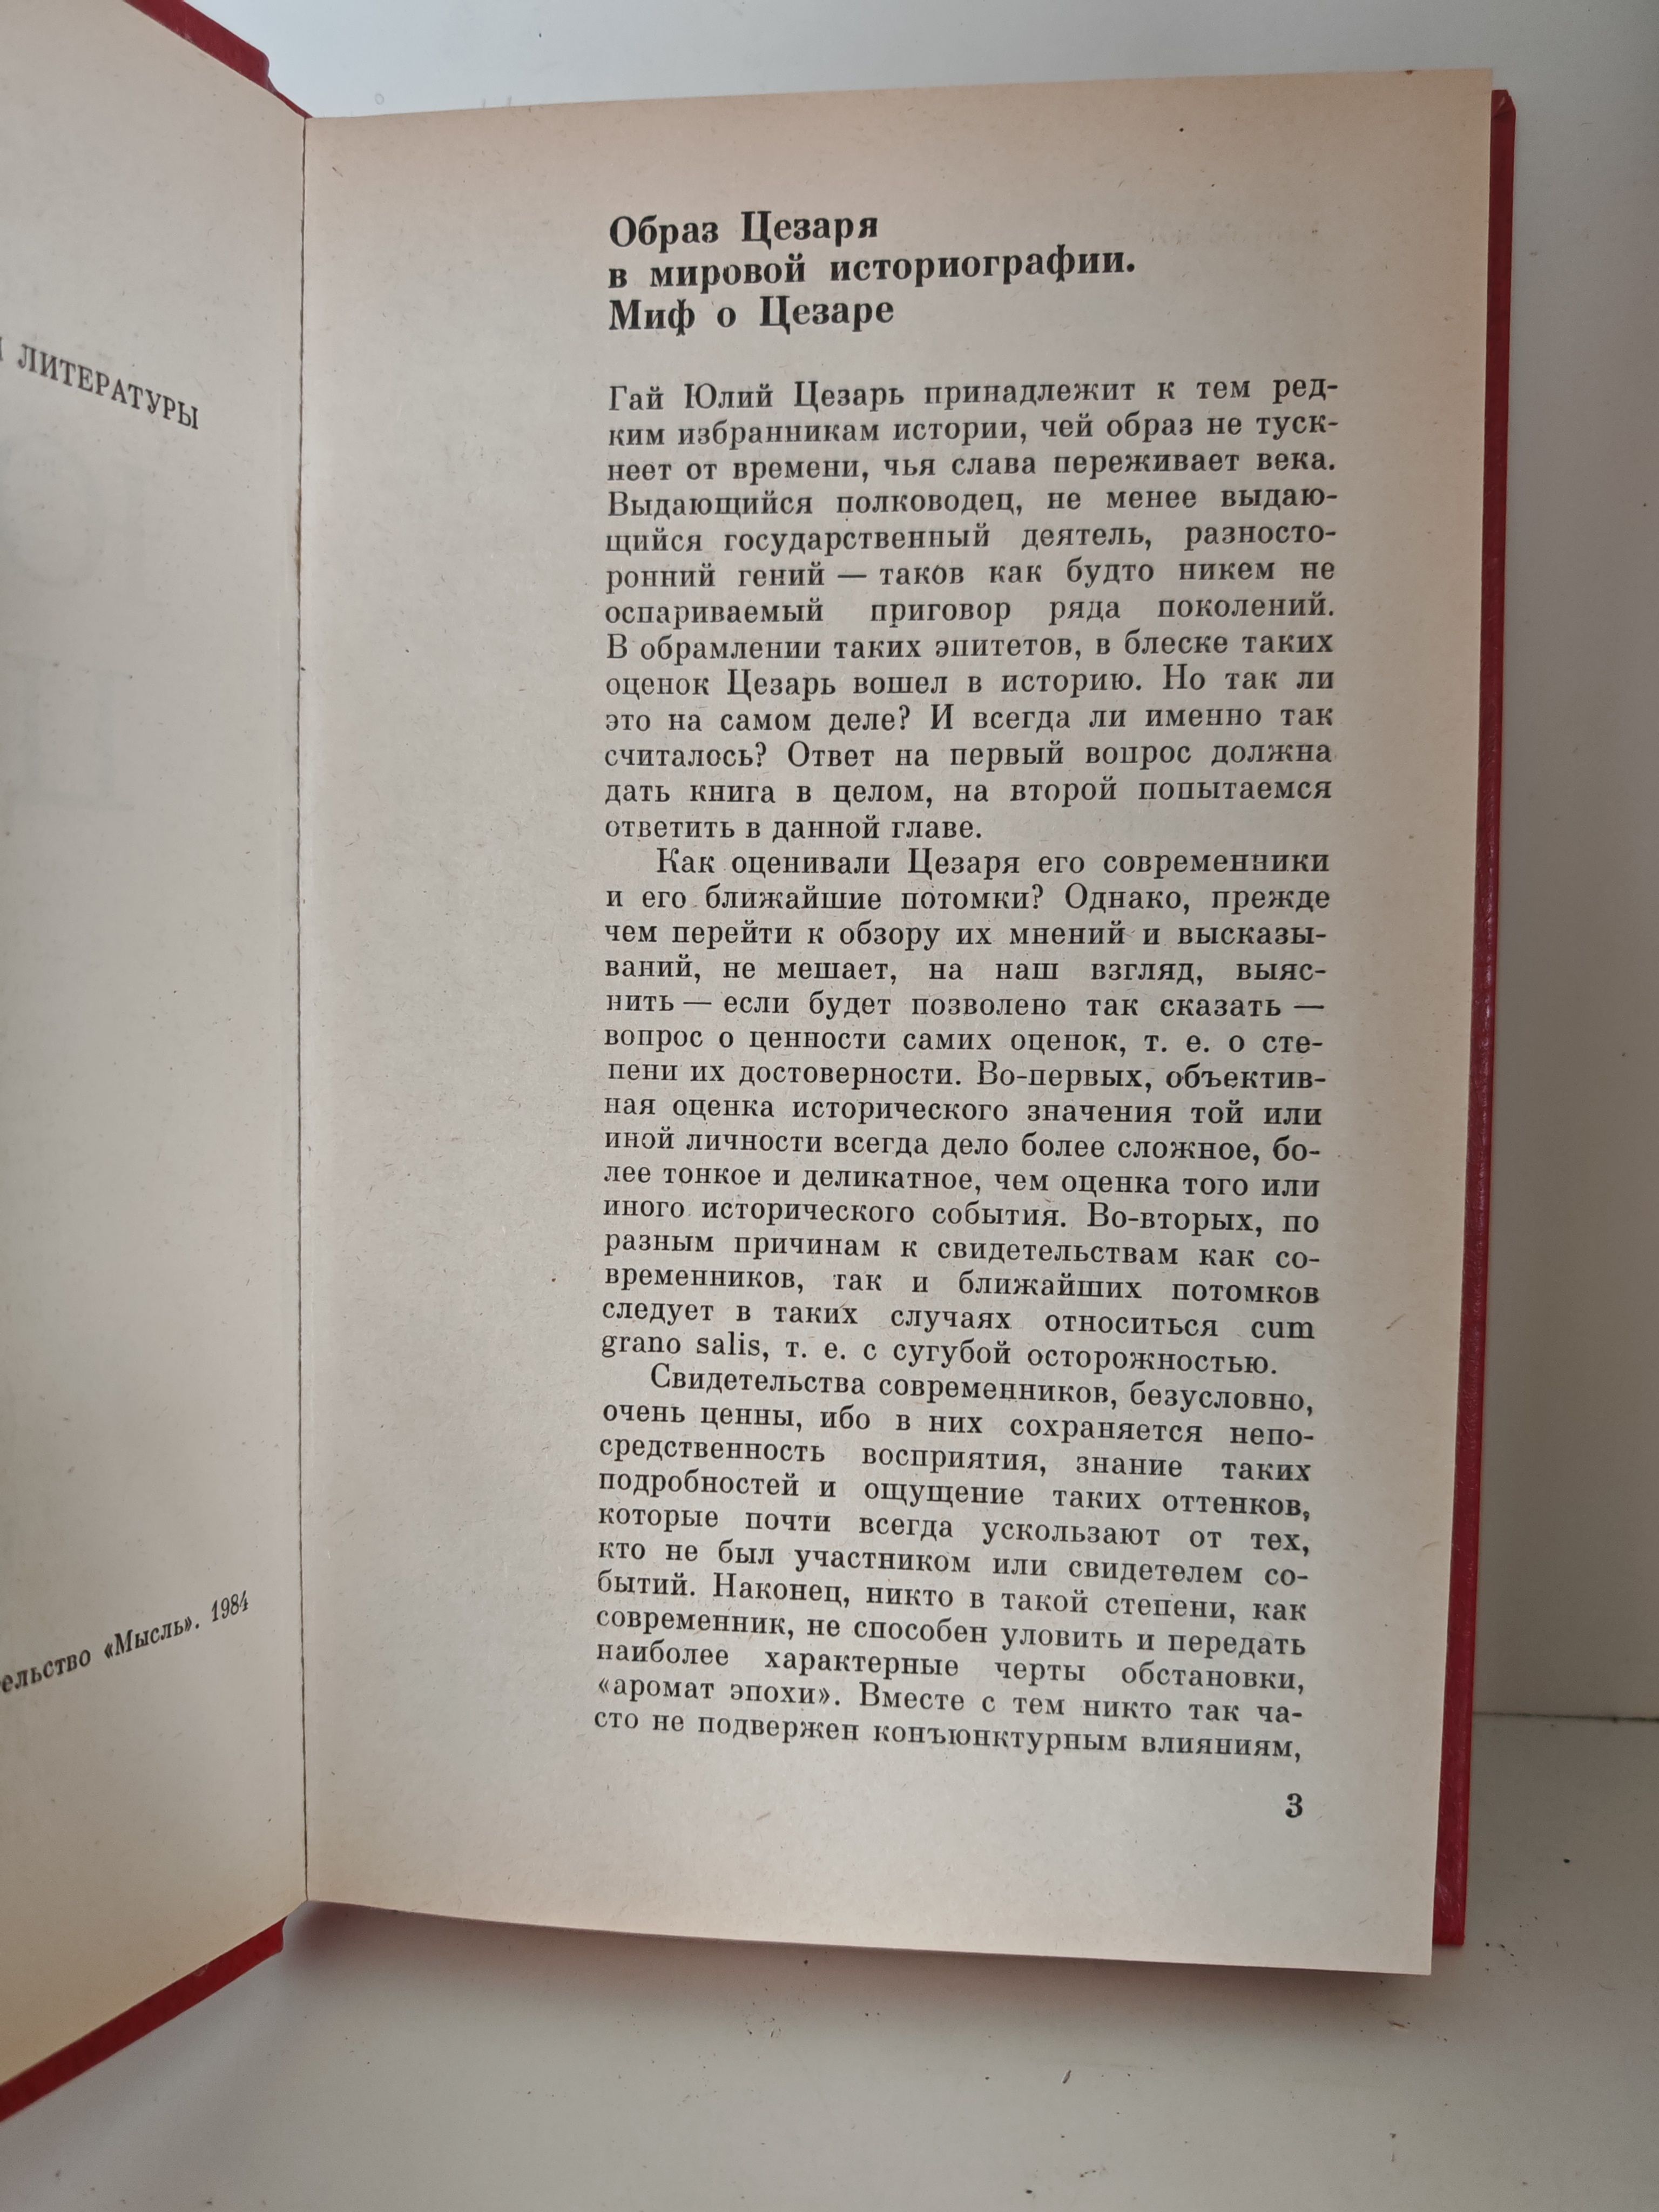 ЛИТЕРАТУРЫ
«Мысль». 1984
Образ Цезаря
в мировой историографии.
Миф о Цезаре
Гай Юлий Цезарь принадлежит к тем ред-
ким избранникам истории, чей образ не туск-
неет от времени, чья слава переживает века.
Выдающийся полководец, не менее выдаю-
щийся государственный деятель, разносто-
ронний гений — таков как будто никем не
оспариваемый приговор ряда поколений.
В обрамлении таких эпитетов, в блеске таких
оценок Цезарь вошел в историю. Но так ли
это на самом деле? И всегда ли именно так
считалось? Ответ на первый вопрос должна
дать книга в целом, на второй попытаемся
ответить в данной главе.
Как оценивали Цезаря его современники
и его ближайшие потомки? Однако, прежде
чем перейти к обзору их мнений и высказы-
ваний, не мешает, на наш взгляд, выяс-
нить — если будет позволено так сказать —
вопрос о ценности самих оценок, т. е. о сте-
пени их достоверности. Во-первых, объектив-
ная оценка исторического значения той или
иной личности всегда дело более сложное, бо-
лее тонкое и деликатное, чем оценка того или
иного исторического события. Во-вторых, по
разным причинам к свидетельствам как со-
временников, так и ближайших потомков
следует в таких случаях относиться cum
grano salis, т. е. с сугубой осторожностью.
Свидетельства современников, безусловно,
очень ценны, ибо в них сохраняется непо-
средственность восприятия, знание таких
подробностей и ощущение таких оттенков,
которые почти всегда ускользают от тех,
кто не был участником или свидетелем со-
бытий. Наконец, никто в такой степени, как
современник, не способен уловить и передать
наиболее характерные черты обстановки,
«аромат эпохи». Вместе с тем никто так ча-
сто не подвержен конъюнктурным влияниям,
3